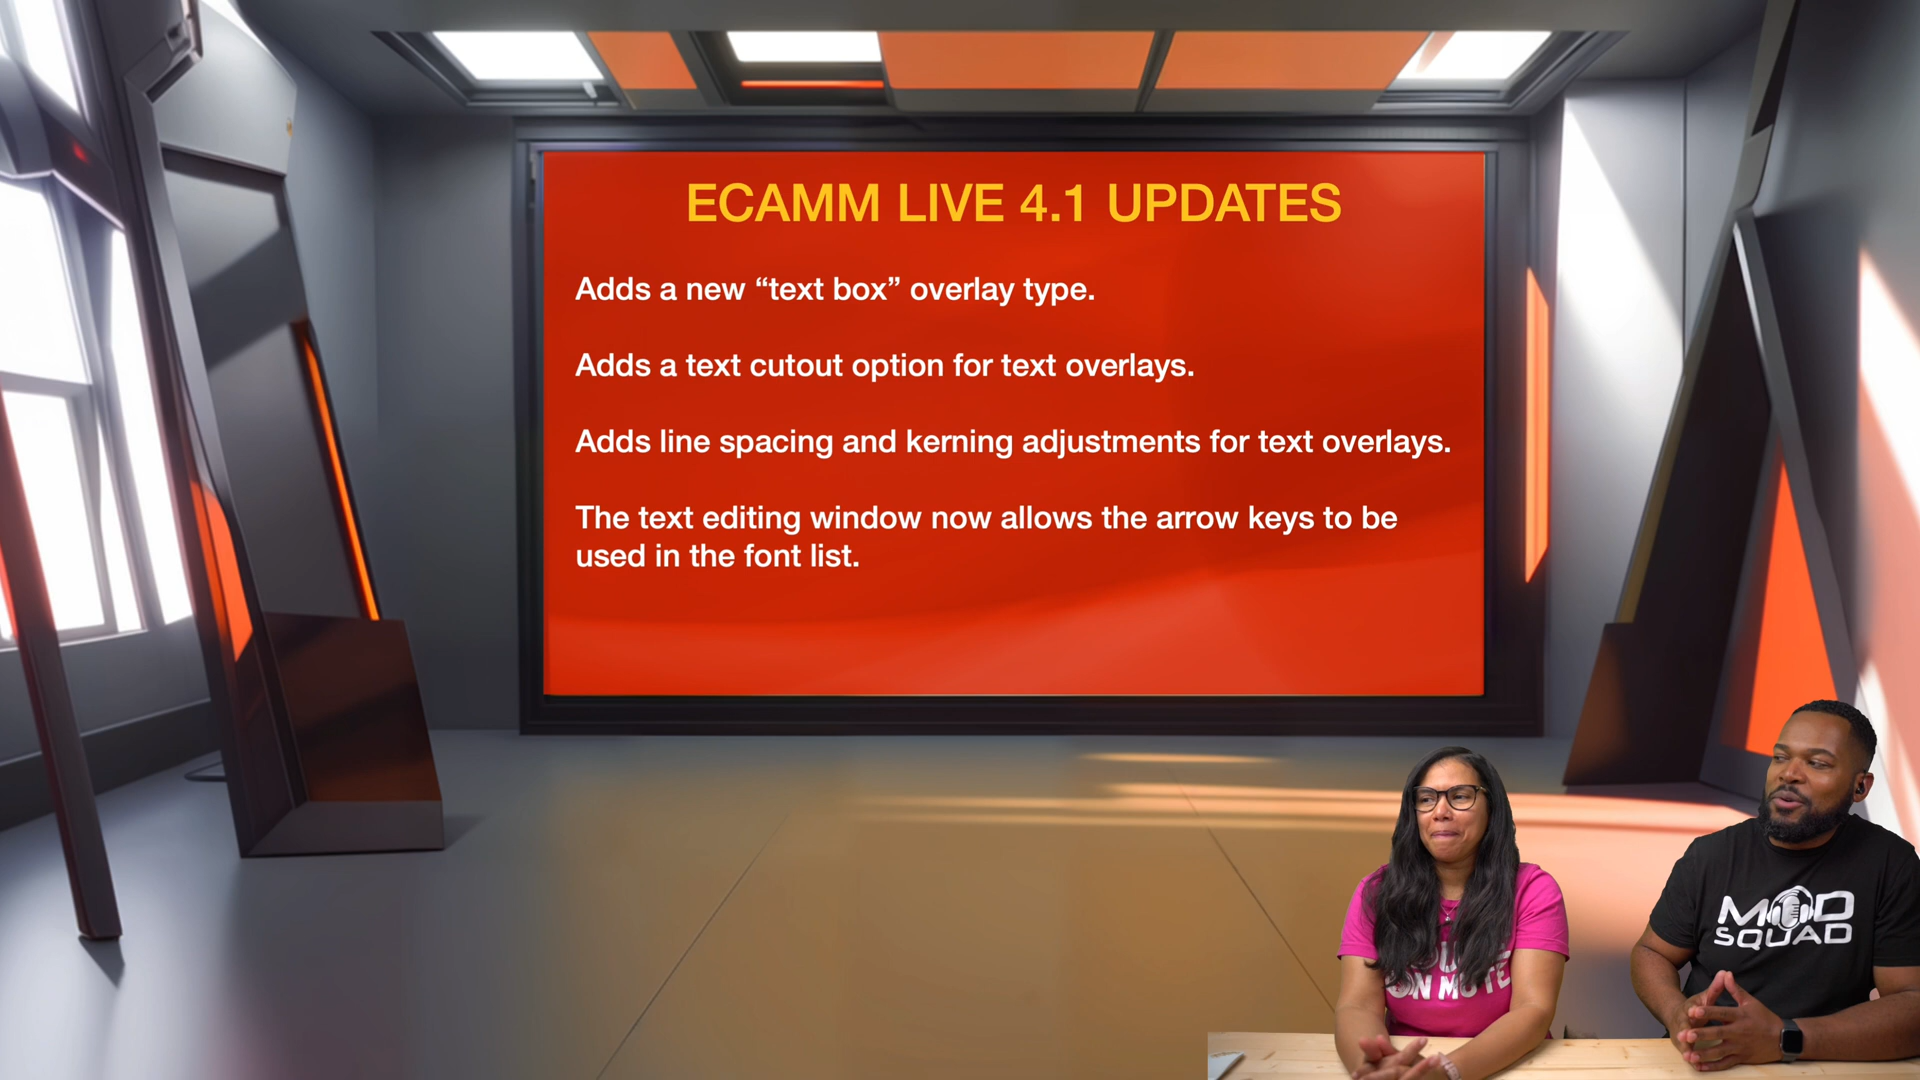 ECAMM LIVE 4.1 UPDATES
Adds a new “text box” overlay type.
Adds a text cutout option for text overlays.
Adds line spacing and kerning adjustments for text overlays.
The text editing window now allows the arrow keys to be
used in the font list.
ON MUTE
MOD
SQUAD